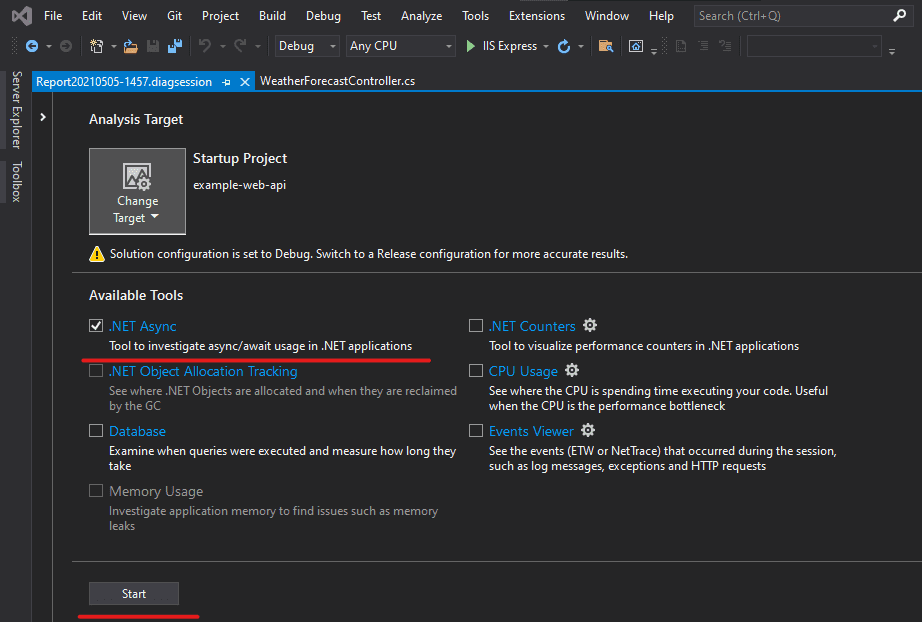 File Edit View Git Project Build Debug Test Analyze Tools Extensions Window Help Search (Ctrl+Q)
Debug Any CPU IIS Express
Server Explorer
Toolbox
Report20210505-1457.diagsession WeatherForecastController.cs
Analysis Target
Change
Target
Startup Project
example-web-api
Solution configuration is set to Debug. Switch to a Release configuration for more accurate results.
Available Tools
.NET Async
Tool to investigate async/await usage in .NET applications
.NET Object Allocation Tracking
See where .NET Objects are allocated and when they are reclaimed
by the GC
Database
Examine when queries were executed and measure how long they
take
Memory Usage
Investigate application memory to find issues such as memory
leaks
.NET Counters
Tool to visualize performance counters in .NET applications
CPU Usage
See where the CPU is spending time executing your code. Useful
when the CPU is the performance bottleneck
Events Viewer
See the events (ETW or NetTrace) that occurred during the session,
such as log messages, exceptions and HTTP requests
Start